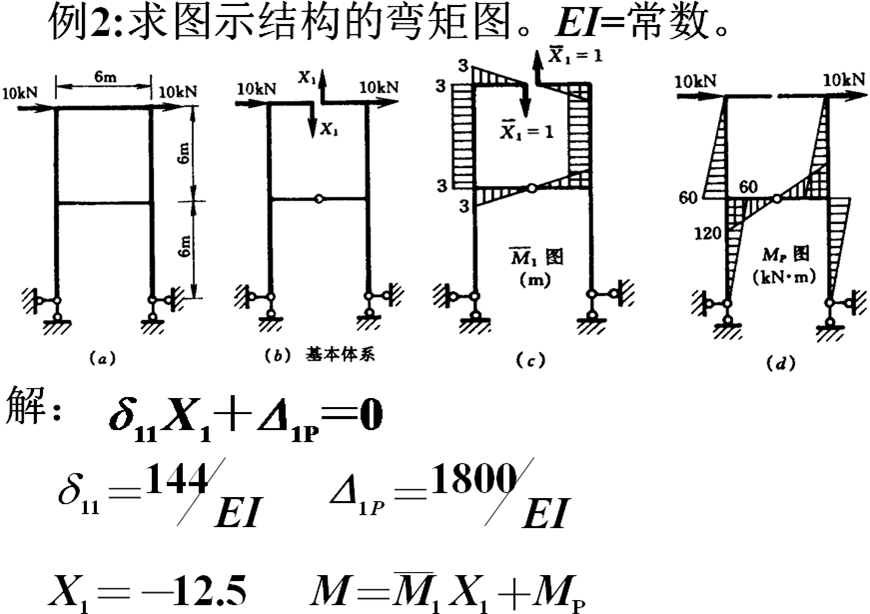 例2:求图示结构的弯矩图。EI=常数。
6m
10kN 10kN
6m
6m
(a)
X₁
10kN 10kN
X₁
(b) 基本体系
3 X̄₁=1
3
X̄₁=1
3
3
M̄₁ 图
(m)
(c)
10kN 10kN
60 60
120
Mₚ 图
(kN·m)
(d)
解:
δ₁₁X₁+Δ₁P=0
δ₁₁=144/EI Δ₁P=1800/EI
X₁=-12.5 M=M̄₁X₁+MP